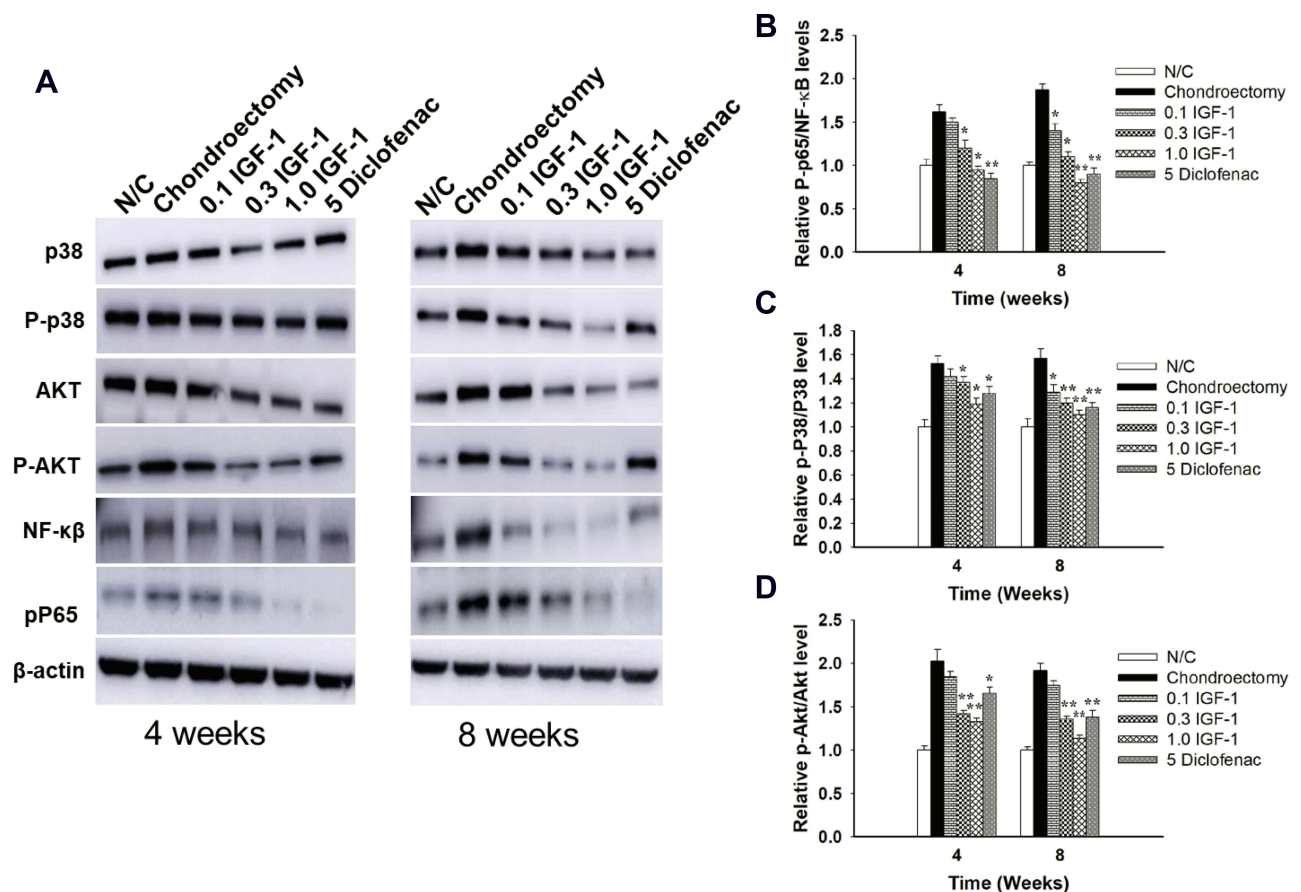 A
N/C
Chondroectomy
0.1 IGF-1
0.3 IGF-1
1.0 IGF-1
5 Diclofenac
N/C
Chondroectomy
0.1 IGF-1
0.3 IGF-1
1.0 IGF-1
5 Diclofenac
p38
P-p38
AKT
P-AKT
NF-κβ
pP65
β-actin
4 weeks
8 weeks
B
Relative P-p65/NF-κB levels
2.5
2.0
1.5
1.0
0.5
0.0
*
*
**
*
*
**
**
4
8
Time (weeks)
N/C
Chondroectomy
0.1 IGF-1
0.3 IGF-1
1.0 IGF-1
5 Diclofenac
C
Relative p-P38/P38 level
1.8
1.6
1.4
1.2
1.0
0.8
0.6
0.4
0.2
0.0
*
*
*
*
**
**
**
4
8
Time (Weeks)
N/C
Chondroectomy
0.1 IGF-1
0.3 IGF-1
1.0 IGF-1
5 Diclofenac
D
Relative p-Akt/Akt level
2.5
2.0
1.5
1.0
0.5
0.0
**
**
*
**
**
**
4
8
Time (Weeks)
N/C
Chondroectomy
0.1 IGF-1
0.3 IGF-1
1.0 IGF-1
5 Diclofenac